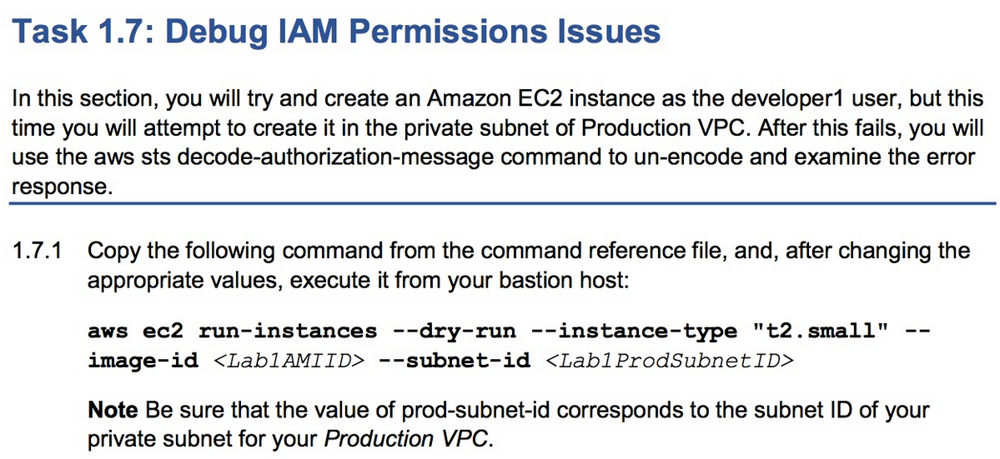 Task 1.7: Debug IAM Permissions Issues
In this section, you will try and create an Amazon EC2 instance as the developer1 user, but this
time you will attempt to create it in the private subnet of Production VPC. After this fails, you will
use the aws sts decode-authorization-message command to un-encode and examine the error
response.
1.7.1 Copy the following command from the command reference file, and, after changing the
appropriate values, execute it from your bastion host:
aws ec2 run-instances --dry-run --instance-type "t2.small" --
image-id <Lab1AMIID> --subnet-id <Lab1ProdSubnetID>
Note Be sure that the value of prod-subnet-id corresponds to the subnet ID of your
private subnet for your Production VPC.